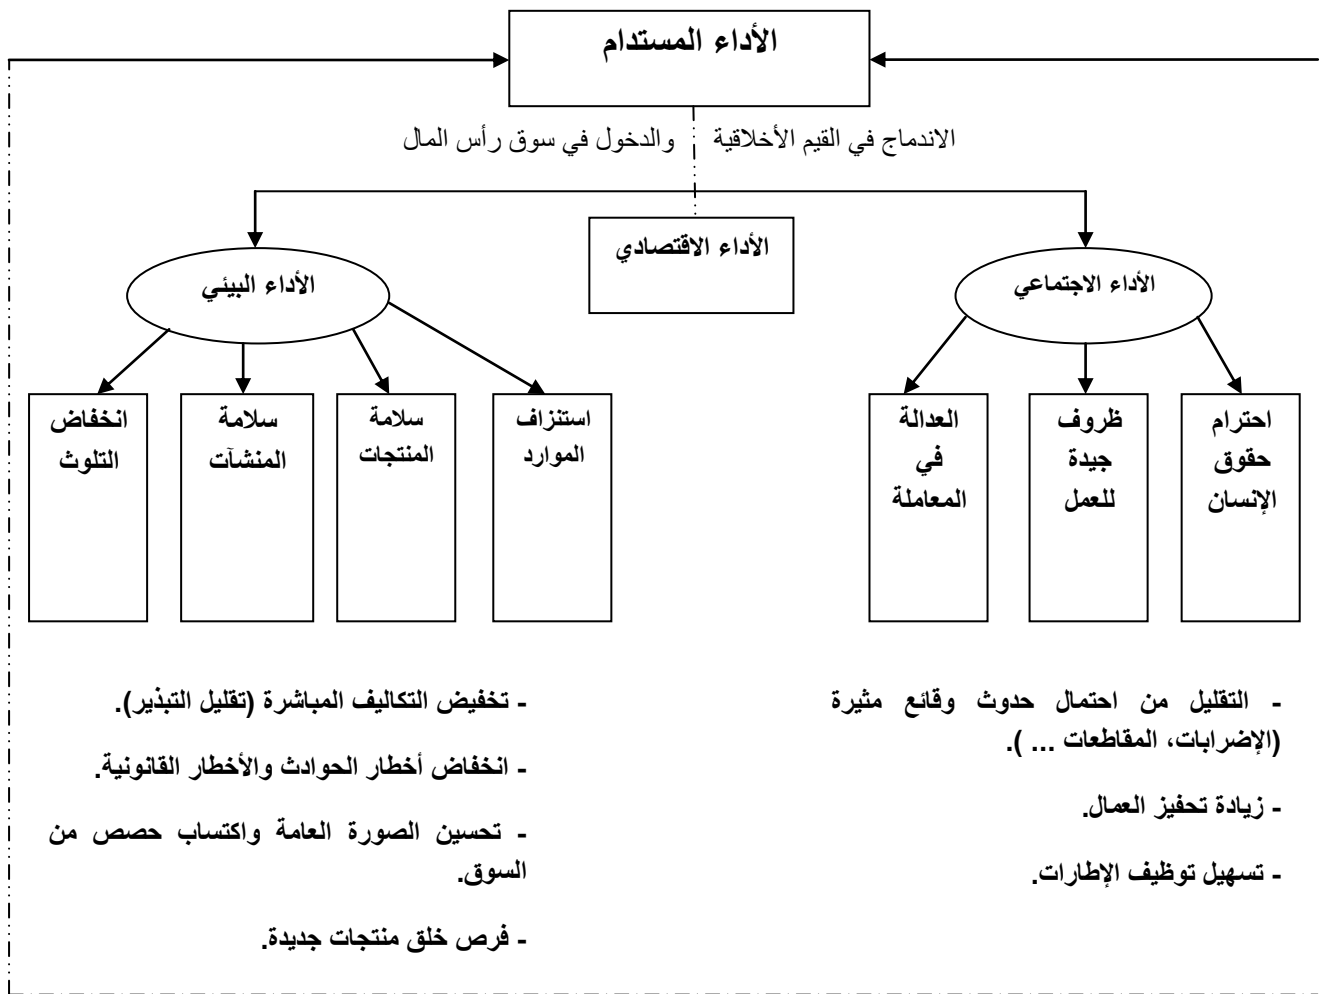 الأداء المستدام
الاندماج في القيم الأخلاقية
والدخول في سوق رأس المال
الأداء الاقتصادي
الأداء الاجتماعي
الأداء البيئي
احترام
حقوق
الإنسان
ظروف
جيدة
للعمل
العدالة
في
المعاملة
استنزاف
الموارد
سلامة
المنتجات
سلامة
المنشآت
انخفاض
التلوث
- التقليل من احتمال حدوث وقائع مثيرة
(الإضرابات، المقاطعات ... ).
- زيادة تحفيز العمال.
- تسهيل توظيف الإطارات.
- تخفيض التكاليف المباشرة (تقليل التبذير).
- انخفاض أخطار الحوادث والأخطار القانونية.
- تحسين الصورة العامة واكتساب حصص من
السوق.
- فرص خلق منتجات جديدة.